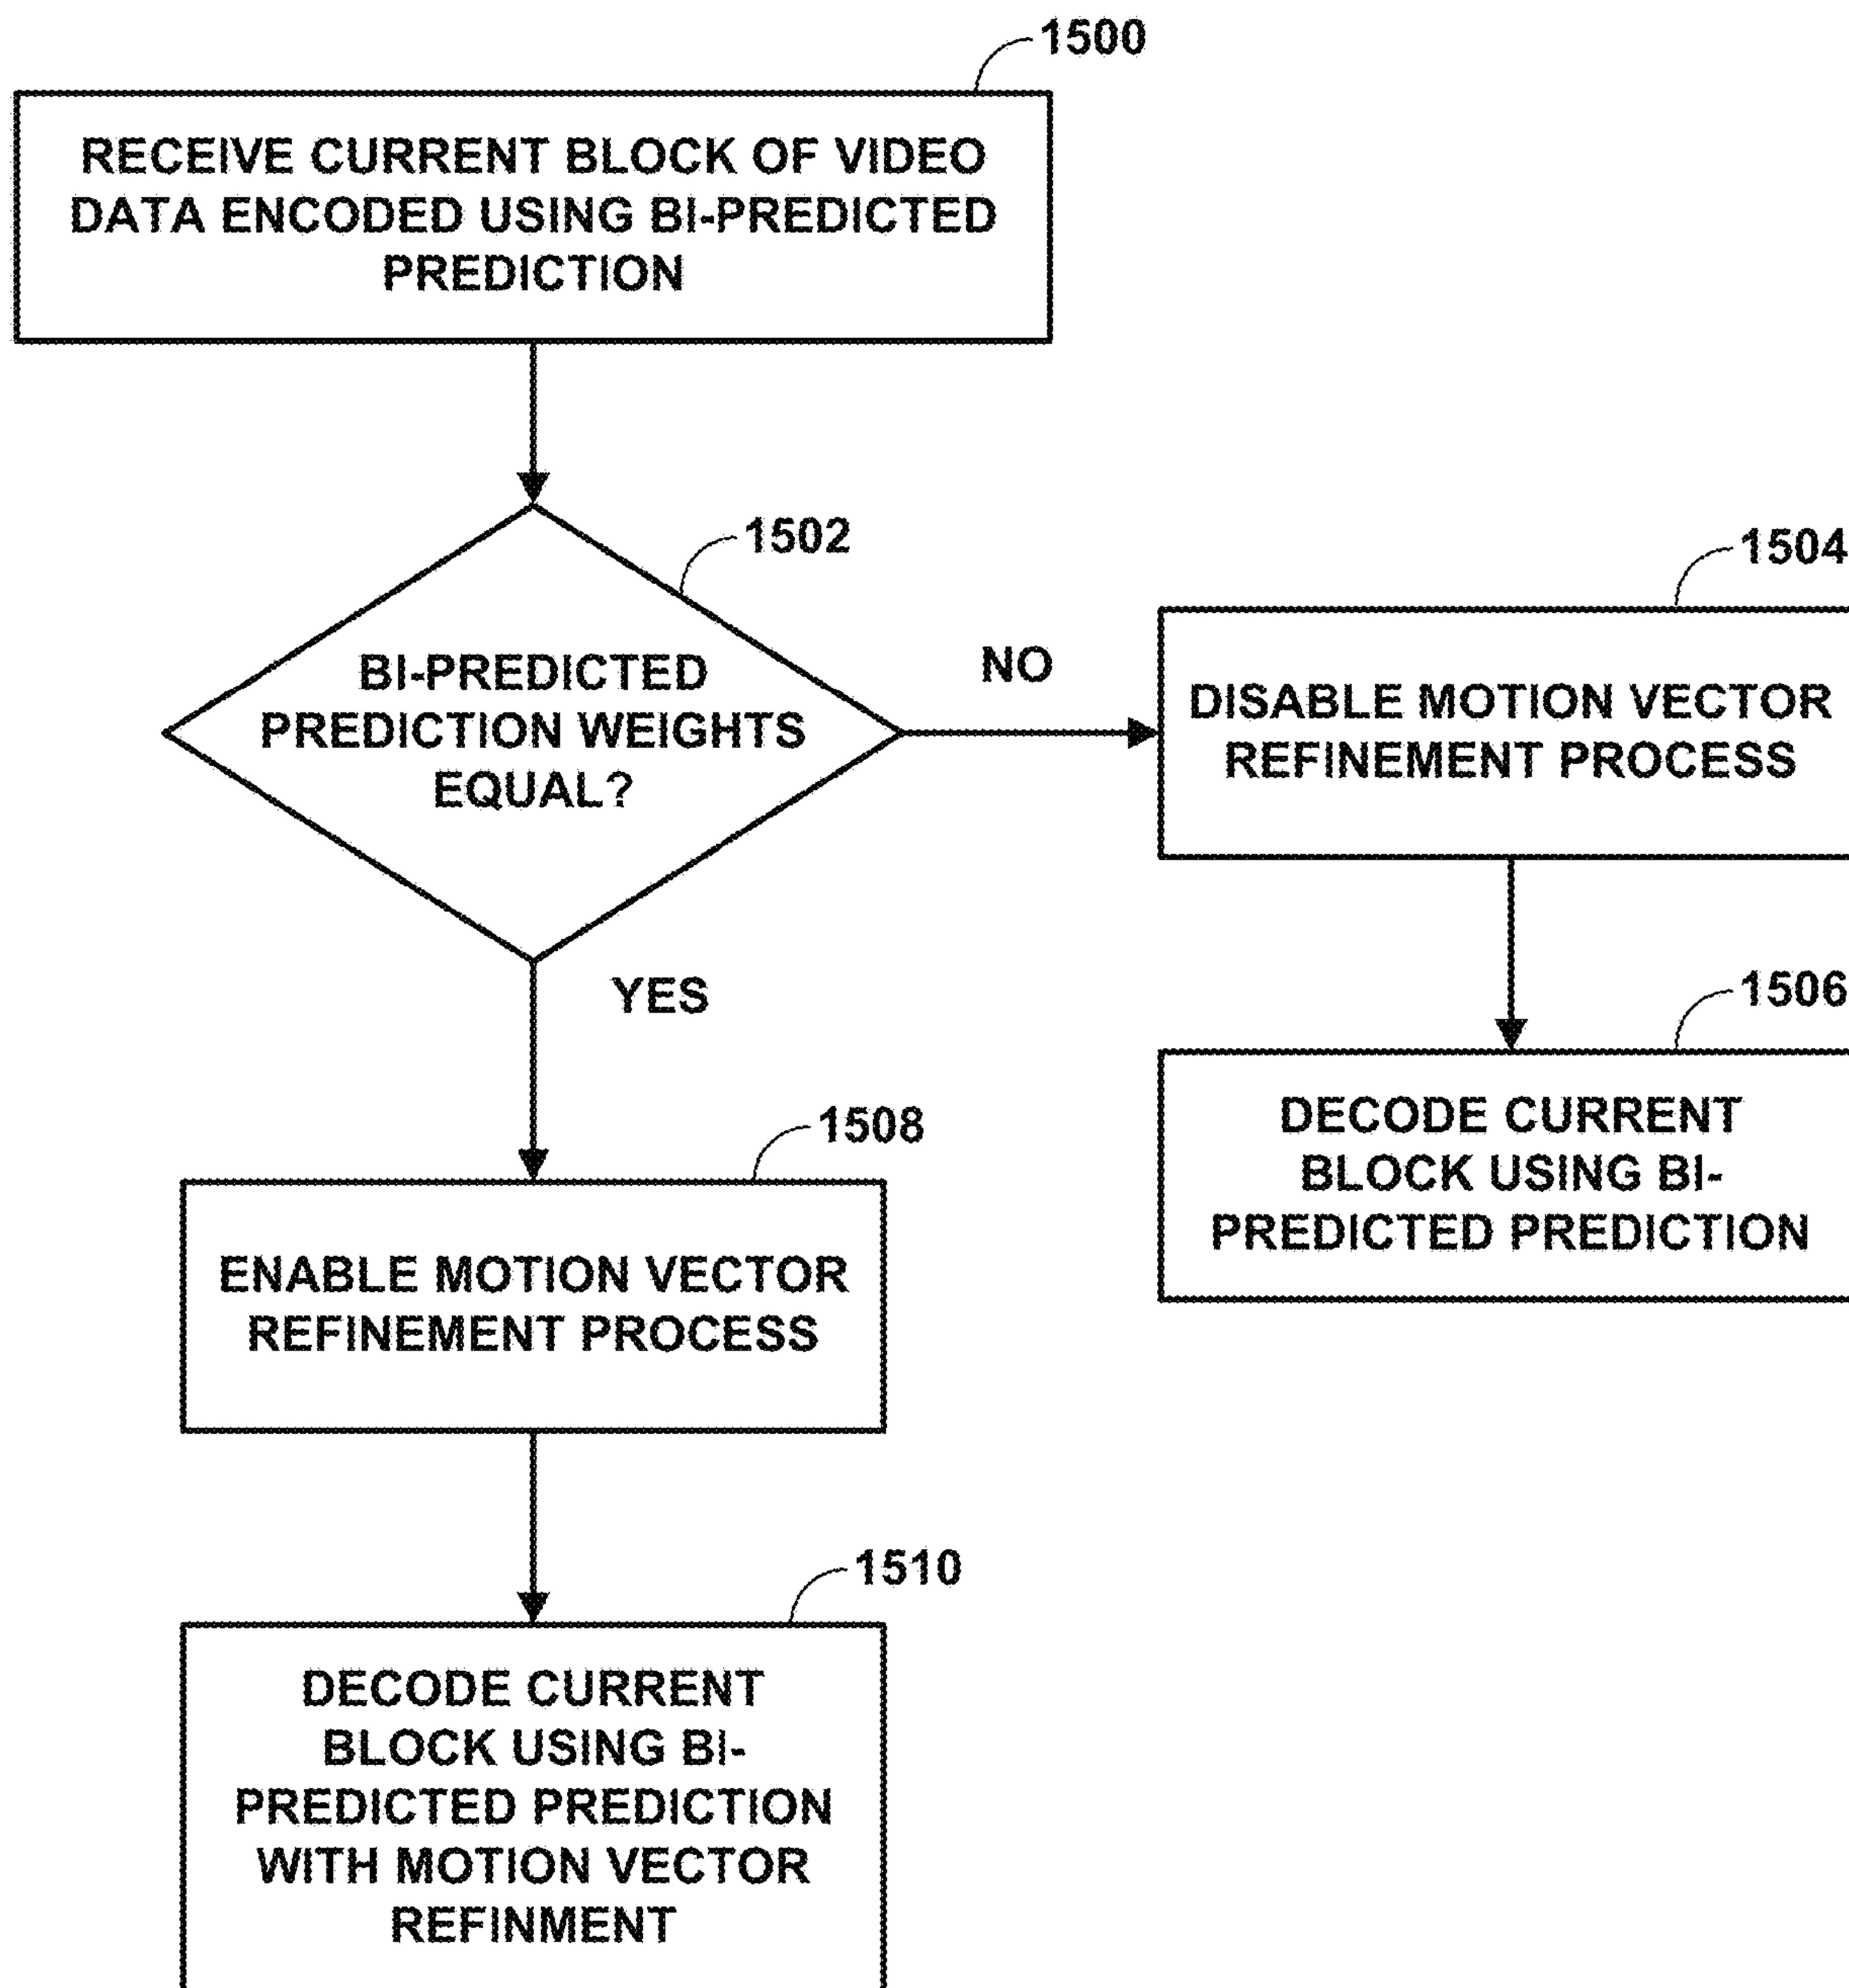 1500
RECEIVE CURRENT BLOCK OF VIDEO
DATA ENCODED USING BI-PREDICTED
PREDICTION
1502
BI-PREDICTED
PREDICTION WEIGHTS
EQUAL?
NO
YES
1504
DISABLE MOTION VECTOR
REFINEMENT PROCESS
1506
DECODE CURRENT
BLOCK USING BI-
PREDICTED PREDICTION
1508
ENABLE MOTION VECTOR
REFINEMENT PROCESS
1510
DECODE CURRENT
BLOCK USING BI-
PREDICTED PREDICTION
WITH MOTION VECTOR
REFINMENT